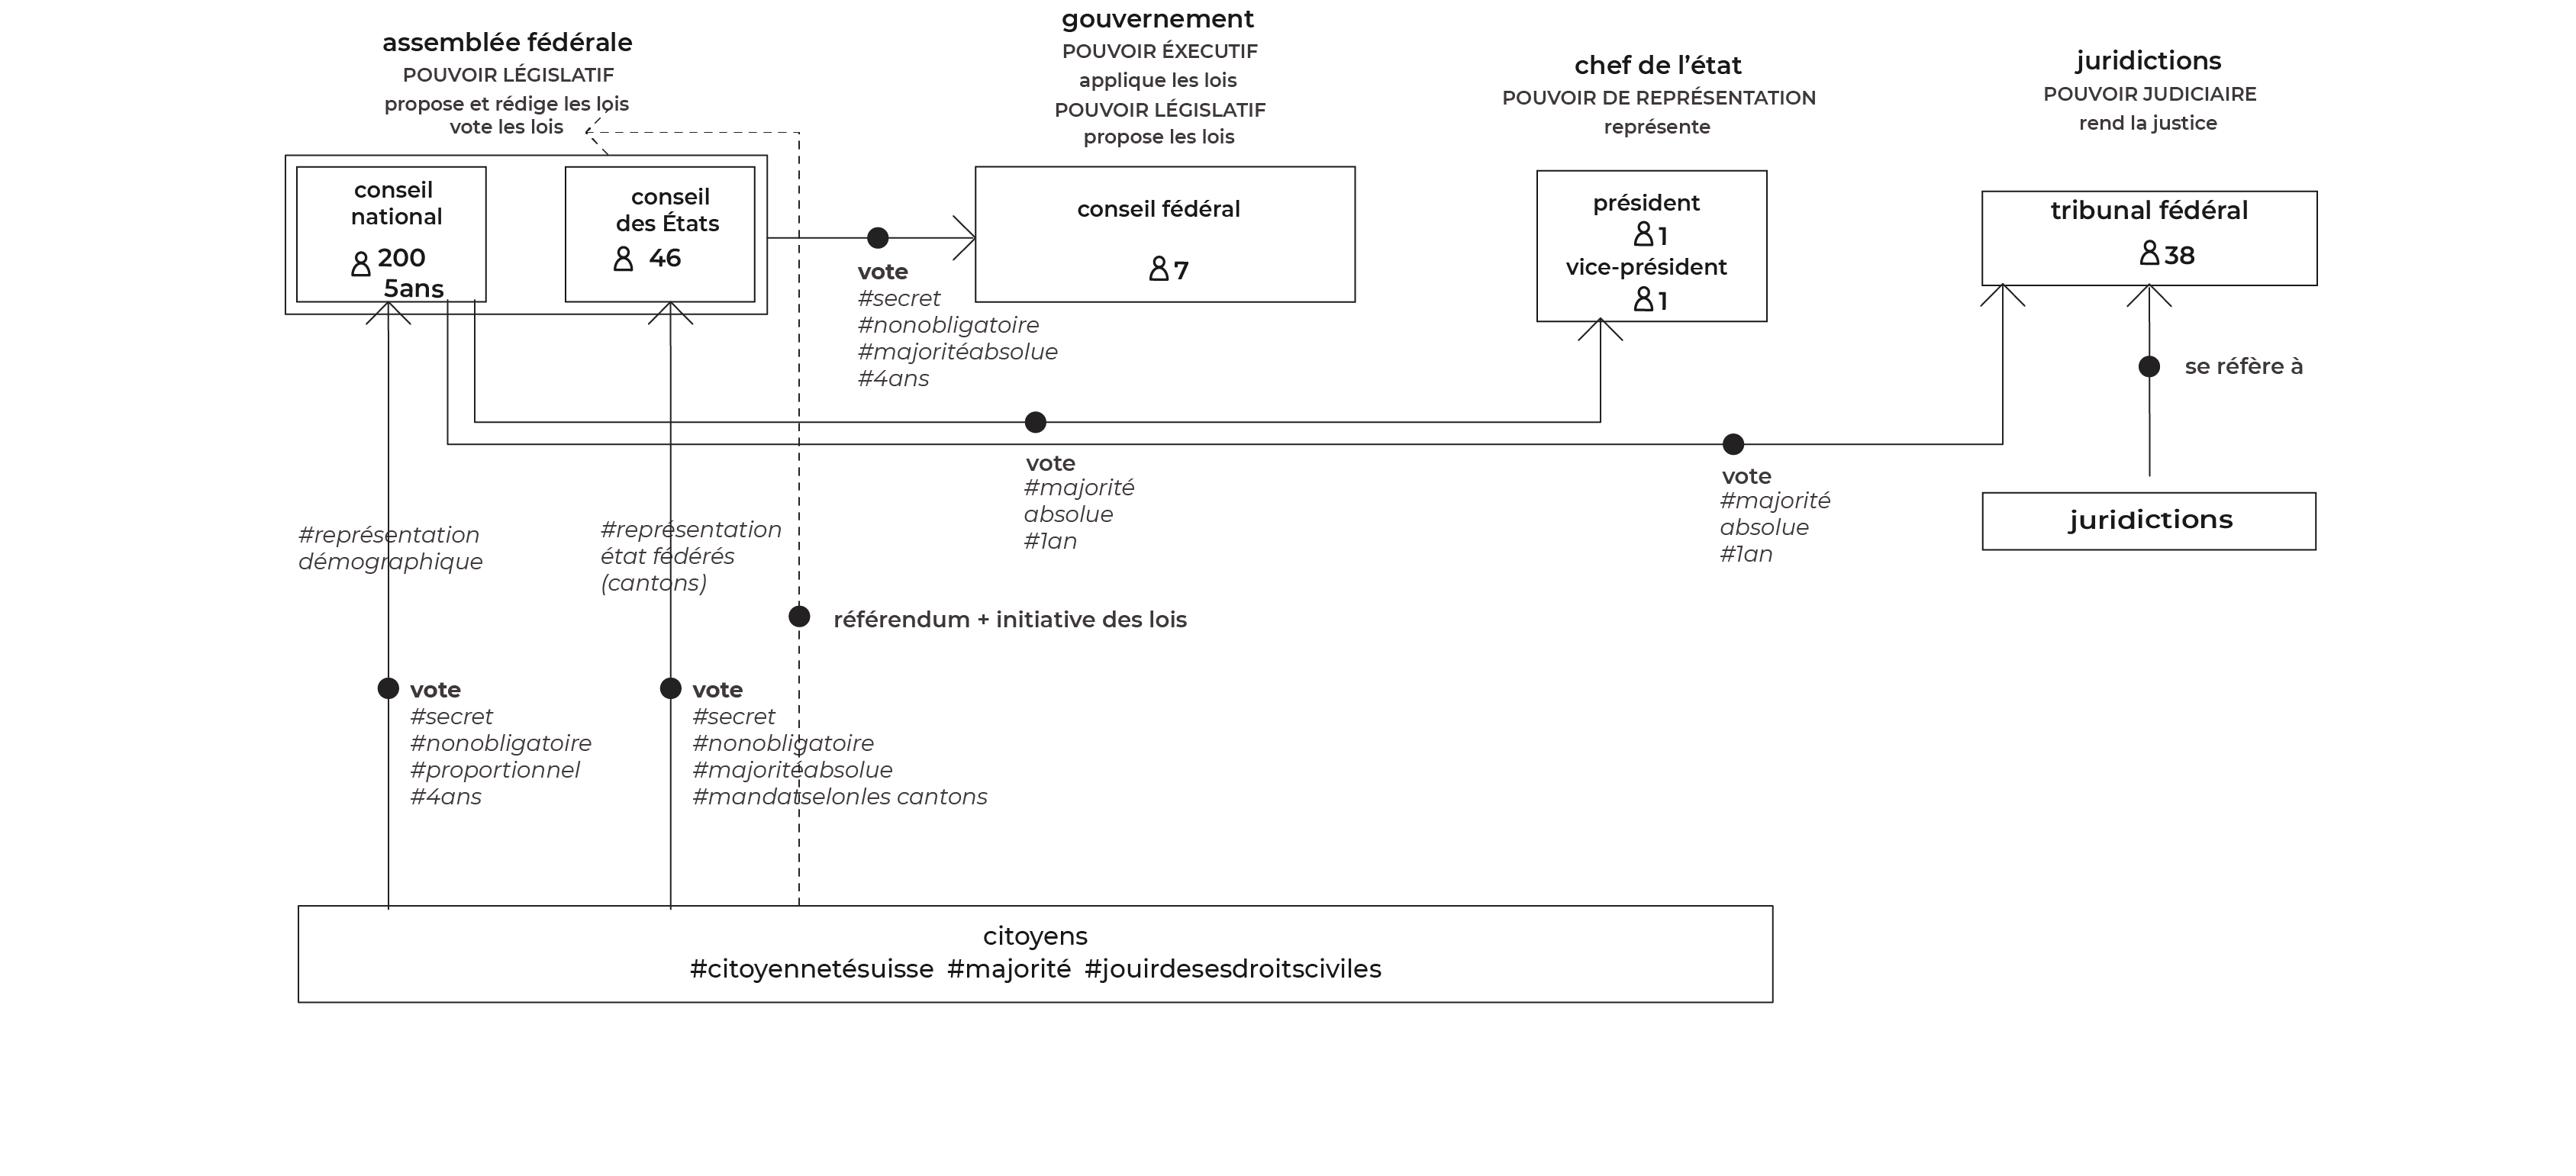 assemblée fédérale
POUVOIR LÉGISLATIF
propose et rédige les lois
vote les lois
gouvernement
POUVOIR ÉXECUTIF
applique les lois
POUVOIR LÉGISLATIF
propose les lois
chef de l’état
POUVOIR DE REPRÉSENTATION
représente
juridictions
POUVOIR JUDICIAIRE
rend la justice
conseil
national
200
5ans
conseil
des États
46
vote
#secret
#nonobligatoire
#majoritéabsolue
#4ans
conseil fédéral
7
président
1
vice-président
1
tribunal fédéral
38
se réfère à
juridictions
vote
#majorité
absolue
#1an
vote
#majorité
absolue
#1an
#représentation
démographique
#représentation
état fédérés
(cantons)
référendum + initiative des lois
vote
#secret
#nonobligatoire
#proportionnel
#4ans
vote
#secret
#nonobligatoire
#majoritéabsolue
#mandatselonles cantons
citoyens
#citoyennetésuisse #majorité #jouirdesesdroitsciviles